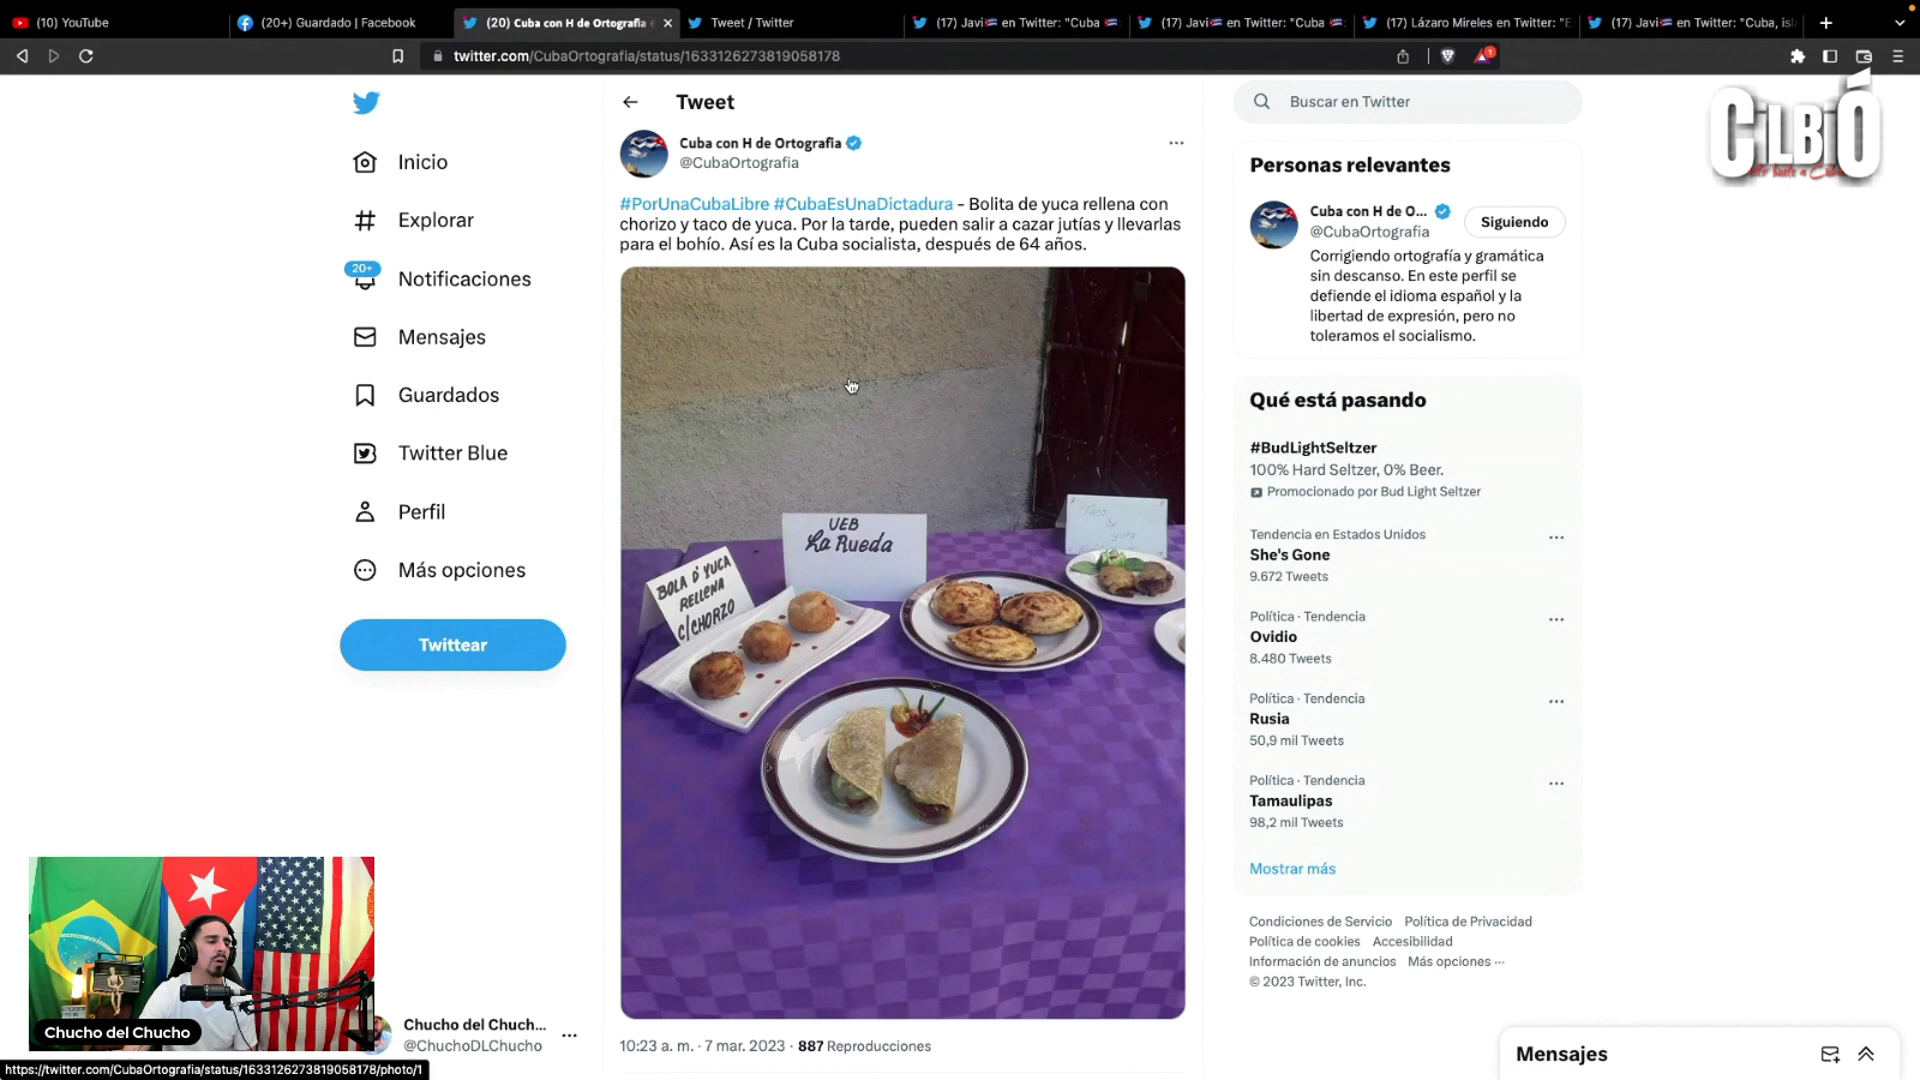 (10) YouTube
(20+) Guardado | Facebook
(20) Cuba con H de Ortografia e
Tweet / Twitter
(17) Javi en Twitter: "Cuba
(17) Javi en Twitter: "Cuba
(17) Lázaro Mireles en Twitter: "E
(17) Javi en Twitter: "Cuba, isl
twitter.com/CubaOrtografia/status/1633126273819058178
1
CiLBiÓ
Inicio
Explorar
20+
Notificaciones
Mensajes
Guardados
Twitter Blue
Perfil
Más opciones
Twittear
Tweet
Cuba con H de Ortografia
@CubaOrtografia
#PorUnaCubaLibre #CubaEsUnaDictadura - Bolita de yuca rellena con
chorizo y taco de yuca. Por la tarde, pueden salir a cazar jutías y llevarlas
para el bohío. Así es la Cuba socialista, después de 64 años.
UEB
La Rueda
BOLA D' YUCA
RELLENA
C/CHORZO
Taco
de
yuca
10:23 a. m. · 7 mar. 2023 · 887 Reproducciones
Buscar en Twitter
Personas relevantes
Cuba con H de O...
@CubaOrtografia
Siguiendo
Corrigiendo ortografía y gramática
sin descanso. En este perfil se
defiende el idioma español y la
libertad de expresión, pero no
toleramos el socialismo.
Qué está pasando
#BudLightSeltzer
100% Hard Seltzer, 0% Beer.
Promocionado por Bud Light Seltzer
Tendencia en Estados Unidos
She's Gone
9.672 Tweets
Política · Tendencia
Ovidio
8.480 Tweets
Política · Tendencia
Rusia
50,9 mil Tweets
Política · Tendencia
Tamaulipas
98,2 mil Tweets
Mostrar más
Condiciones de Servicio Política de Privacidad
Política de cookies Accesibilidad
Información de anuncios Más opciones ···
© 2023 Twitter, Inc.
Mensajes
Chucho del Chucho
Chucho del Chuch...
@ChuchoDLChucho
https://twitter.com/CubaOrtografia/status/1633126273819058178/photo/1